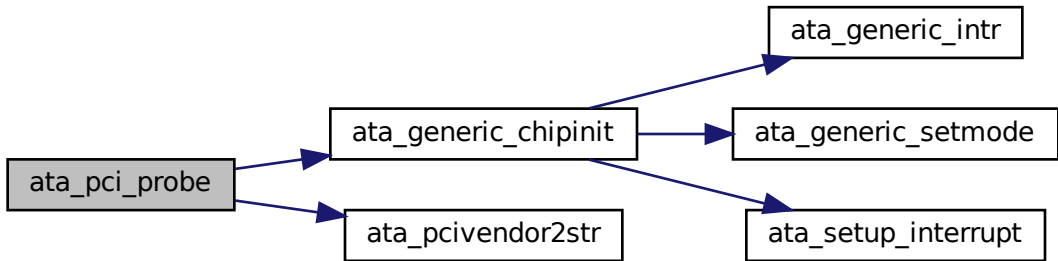 ata_pci_probe
ata_generic_chipinit
ata_pcivendor2str
ata_generic_intr
ata_generic_setmode
ata_setup_interrupt